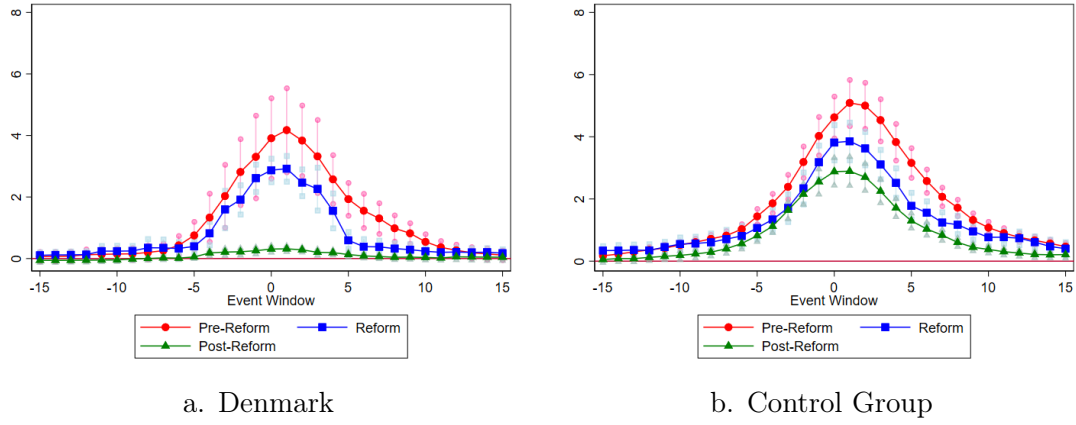 8
6
4
2
0
-15 -10 -5 0 5 10 15
Event Window
Pre-Reform Reform
Post-Reform
a. Denmark
8
6
4
2
0
-15 -10 -5 0 5 10 15
Event Window
Pre-Reform Reform
Post-Reform
b. Control Group